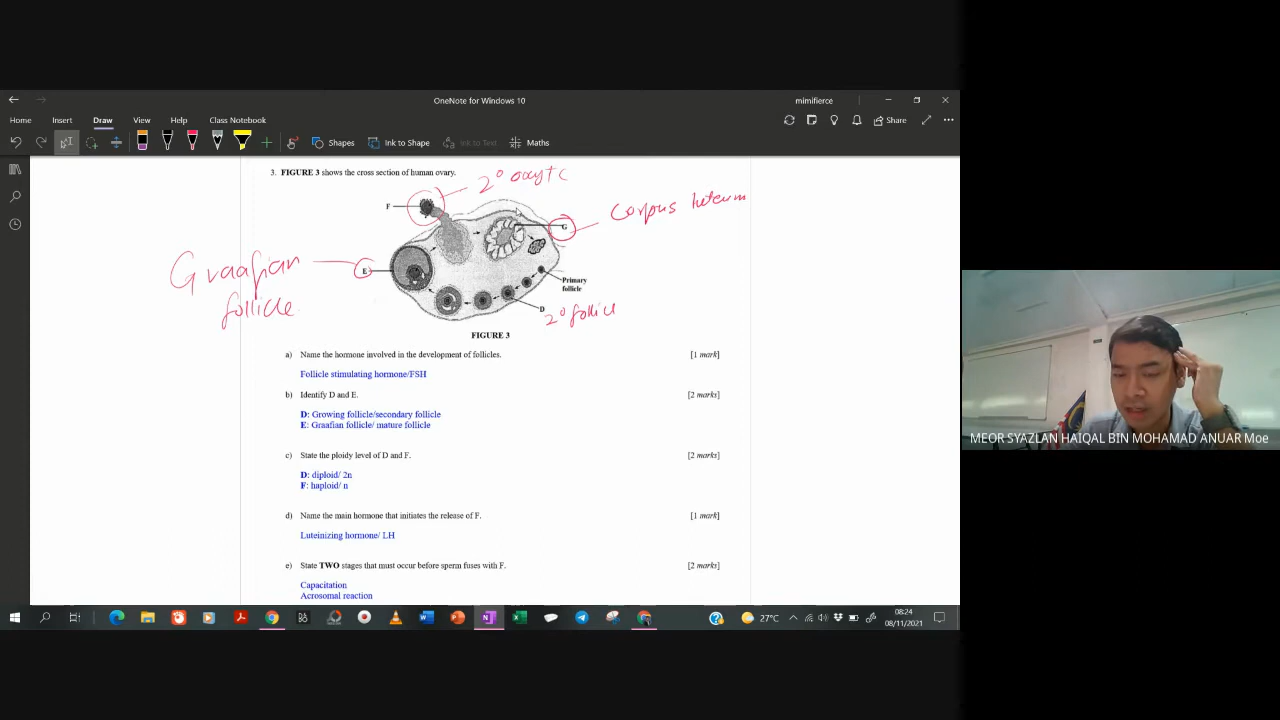 OneNote for Windows 10
mimifierce
Home Insert Draw View Help Class Notebook
Share
Shapes Ink to Shape Ink to Text Maths
3. FIGURE 3 shows the cross section of human ovary.
2° oocyte
F
Corpus luteum
G
Graafian
follicle
E
Primary
follicle
D
2° follicl
FIGURE 3
a) Name the hormone involved in the development of follicles. [1 mark]
Follicle stimulating hormone/FSH
b) Identify D and E. [2 marks]
D: Growing follicle/secondary follicle
E: Graafian follicle/ mature follicle
c) State the ploidy level of D and F. [2 marks]
D: diploid/ 2n
F: haploid/ n
d) Name the main hormone that initiates the release of F. [1 mark]
Luteinizing hormone/ LH
e) State TWO stages that must occur before sperm fuses with F. [2 marks]
Capacitation
Acrosomal reaction
MEOR SYAZLAN HAIQAL BIN MOHAMAD ANUAR Moe
27°C
08:24
08/11/2021